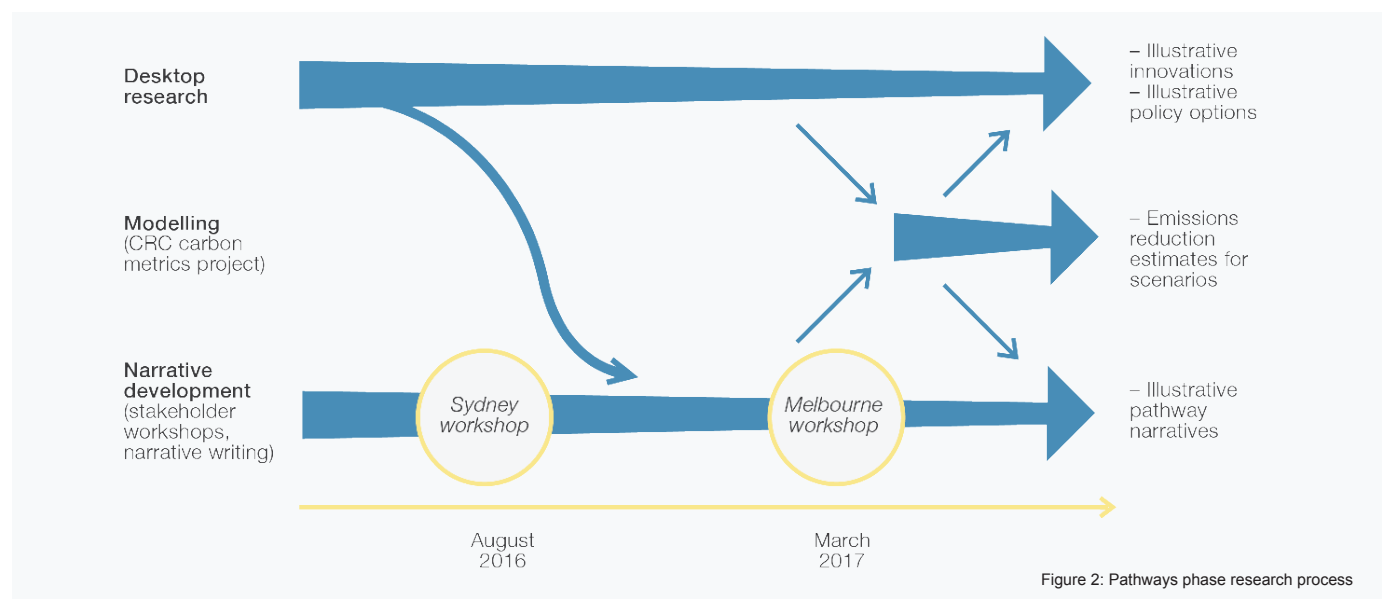 Desktop
research
– Illustrative
innovations
– Illustrative
policy options
Modelling
(CRC carbon
metrics project)
– Emissions
reduction
estimates for
scenarios
Narrative
development
(stakeholder
workshops,
narrative writing)
Sydney
workshop
Melbourne
workshop
– Illustrative
pathway
narratives
August
2016
March
2017
Figure 2: Pathways phase research process